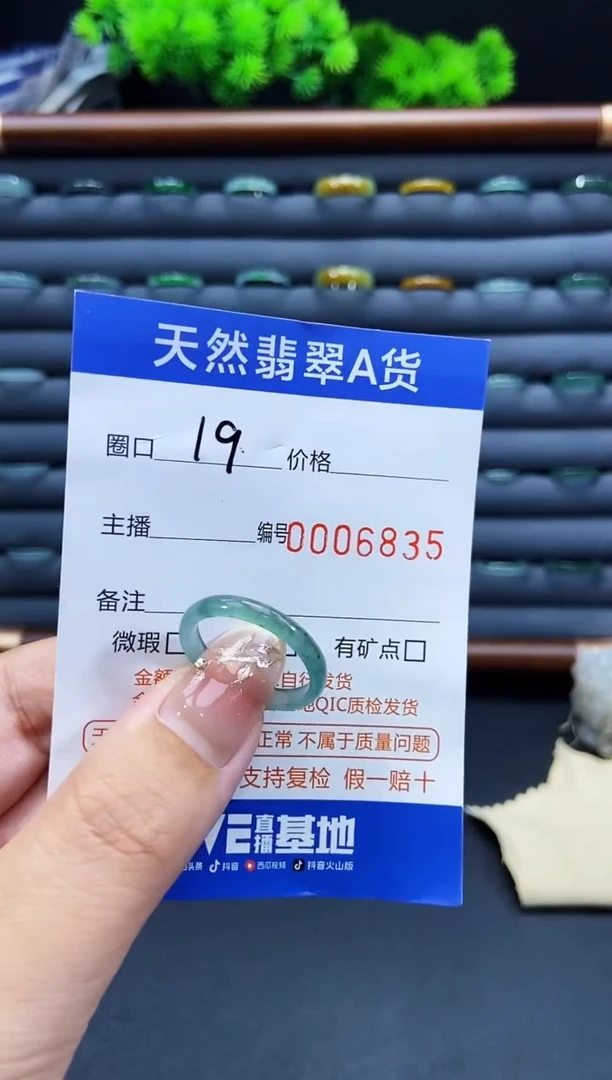 天然翡翠A货
圈口 19 价格
主播 编号0006835
备注
微瑕 有矿点
金额 自行发货
QIC质检发货
正常 不属于质量问题
支持复检 假一赔十
VE直播基地
头条 抖音 西瓜视频 抖音火山版